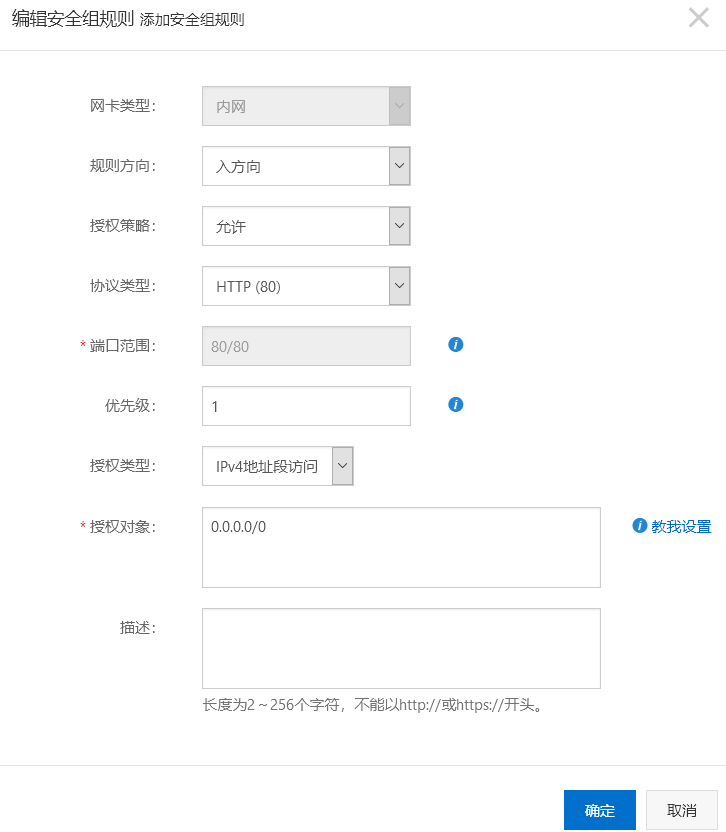 编辑安全组规则 添加安全组规则
网卡类型： 内网
规则方向： 入方向
授权策略： 允许
协议类型： HTTP (80)
* 端口范围： 80/80
优先级： 1
授权类型： IPv4地址段访问
* 授权对象： 0.0.0.0/0 教我设置
描述：
长度为2～256个字符，不能以http://或https://开头。
确定 取消